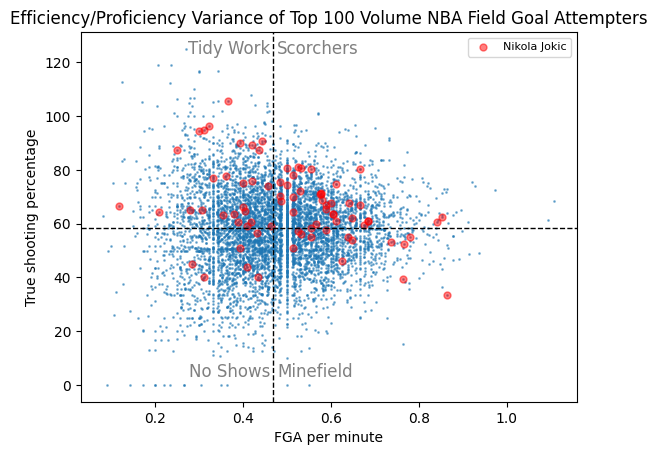 Efficiency/Proficiency Variance of Top 100 Volume NBA Field Goal Attempters
Tidy Work Scorchers
Nikola Jokic
120
100
80
60
40
20
0
True shooting percentage
No Shows Minefield
0.2 0.4 0.6 0.8 1.0
FGA per minute